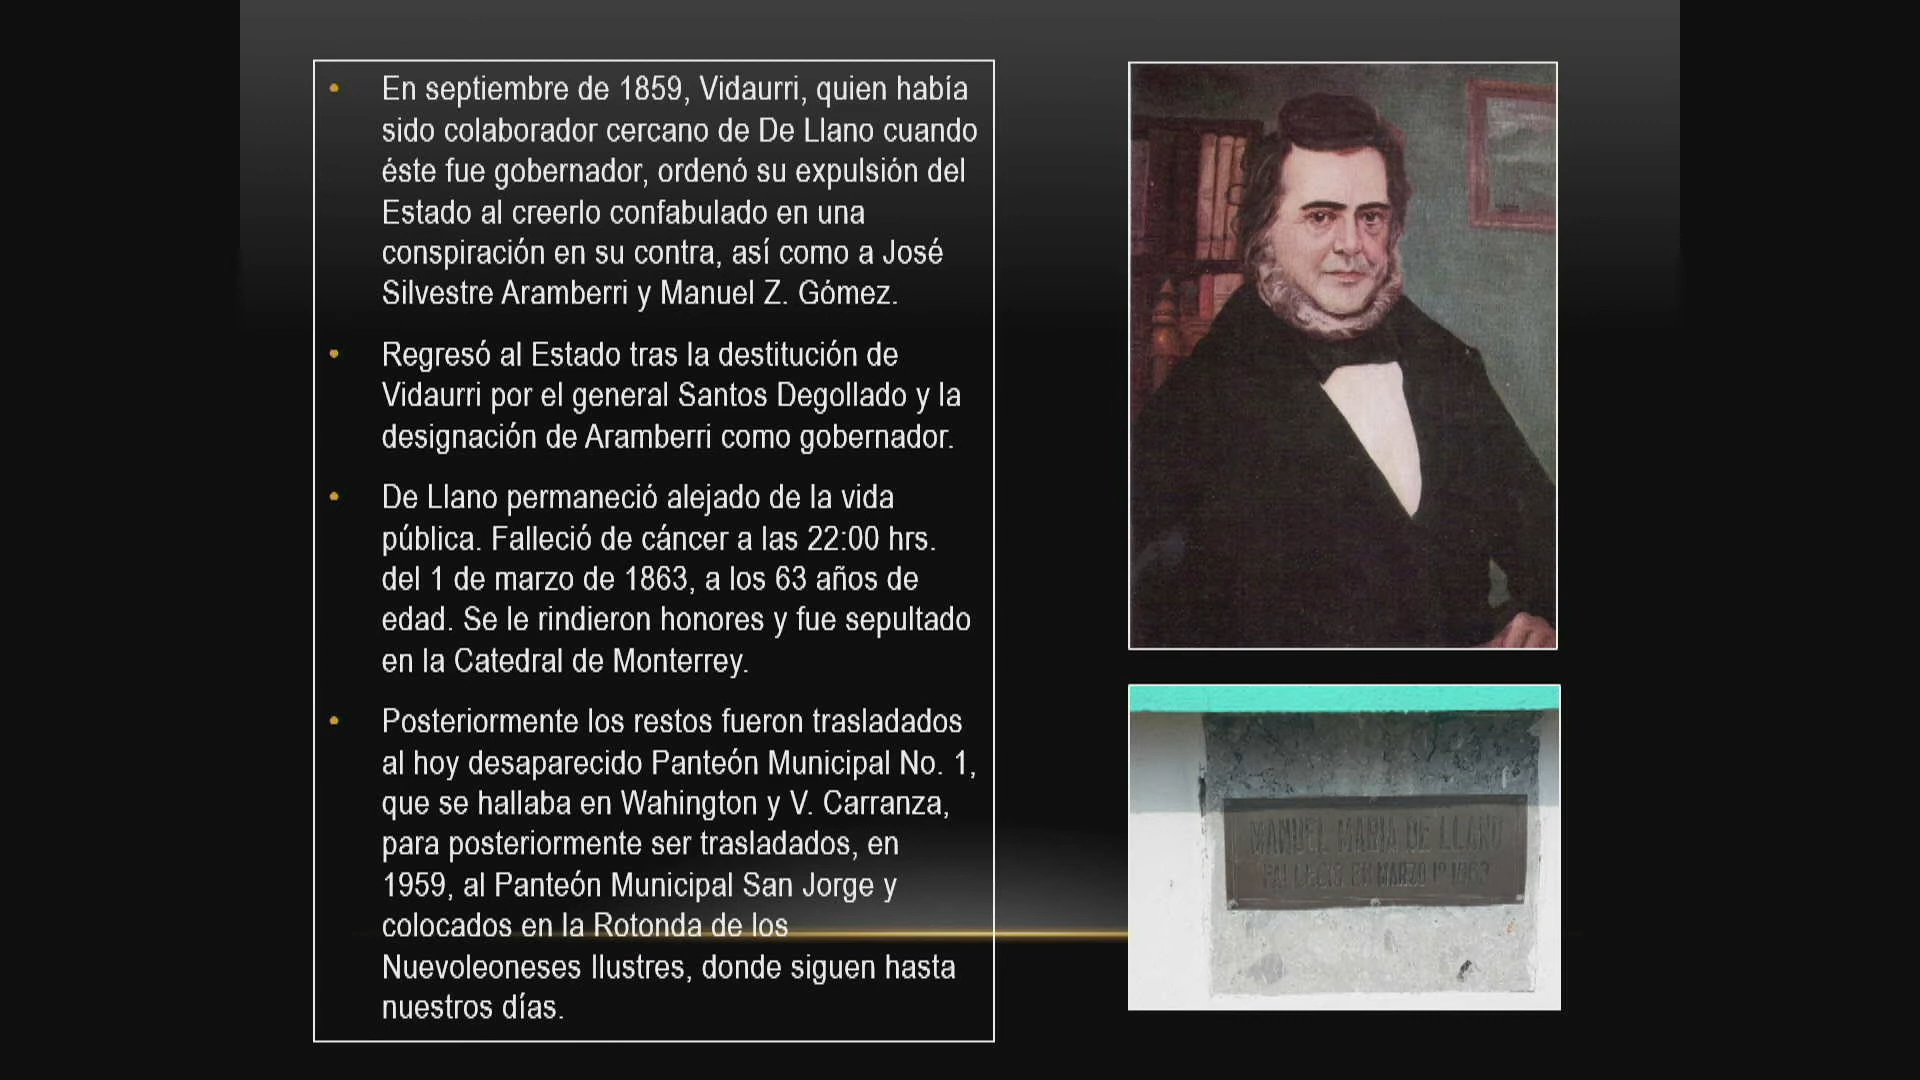 • En septiembre de 1859, Vidaurri, quien había
sido colaborador cercano de De Llano cuando
éste fue gobernador, ordenó su expulsión del
Estado al creerlo confabulado en una
conspiración en su contra, así como a José
Silvestre Aramberri y Manuel Z. Gómez.
• Regresó al Estado tras la destitución de
Vidaurri por el general Santos Degollado y la
designación de Aramberri como gobernador.
• De Llano permaneció alejado de la vida
pública. Falleció de cáncer a las 22:00 hrs.
del 1 de marzo de 1863, a los 63 años de
edad. Se le rindieron honores y fue sepultado
en la Catedral de Monterrey.
• Posteriormente los restos fueron trasladados
al hoy desaparecido Panteón Municipal No. 1,
que se hallaba en Wahington y V. Carranza,
para posteriormente ser trasladados, en
1959, al Panteón Municipal San Jorge y
colocados en la Rotonda de los
Nuevoleoneses Ilustres, donde siguen hasta
nuestros días.
MANUEL MARIA DE LLANO
FALLECIO EN MARZO 1º 1863